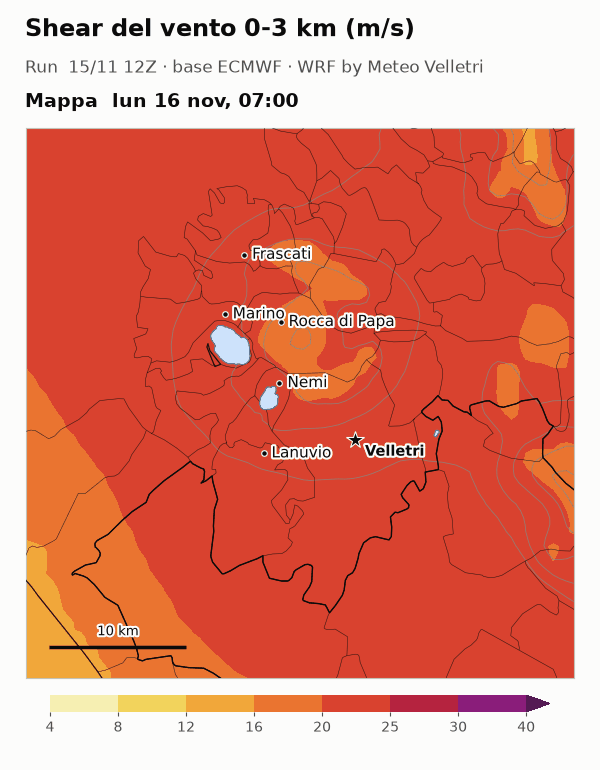 Shear del vento 0-3 km (m/s)
Run  15/11 12Z · base ECMWF · WRF by Meteo Velletri
Mappa  lun 16 nov, 07:00
Frascati
Marino
Rocca di Papa
Nemi
Velletri
Lanuvio
10 km
4 8 12 16 20 25 30 40